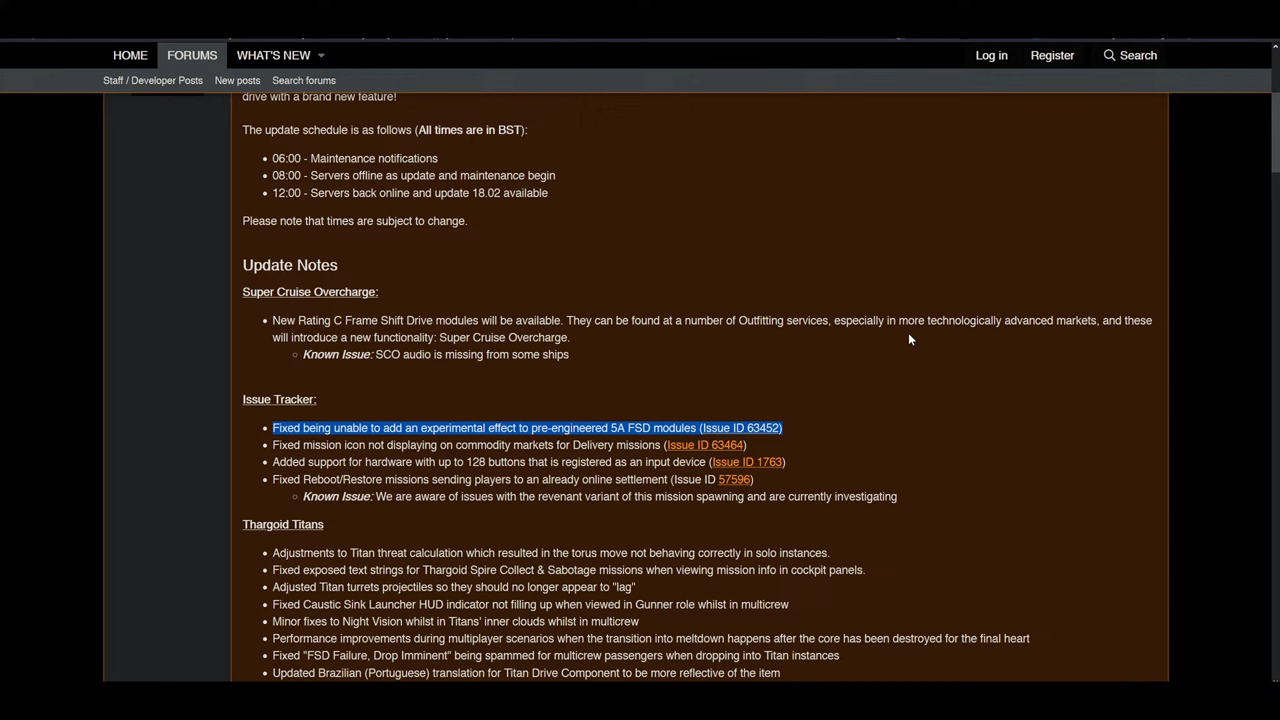 HOME FORUMS WHAT'S NEW Log in Register Search
Staff / Developer Posts New posts Search forums
drive with a brand new feature!
The update schedule is as follows (All times are in BST):
• 06:00 - Maintenance notifications
• 08:00 - Servers offline as update and maintenance begin
• 12:00 - Servers back online and update 18.02 available
Please note that times are subject to change.
Update Notes
Super Cruise Overcharge:
• New Rating C Frame Shift Drive modules will be available. They can be found at a number of Outfitting services, especially in more technologically advanced markets, and these
will introduce a new functionality: Super Cruise Overcharge.
○ Known Issue: SCO audio is missing from some ships
Issue Tracker:
• Fixed being unable to add an experimental effect to pre-engineered 5A FSD modules (Issue ID 63452)
• Fixed mission icon not displaying on commodity markets for Delivery missions (Issue ID 63464)
• Added support for hardware with up to 128 buttons that is registered as an input device (Issue ID 1763)
• Fixed Reboot/Restore missions sending players to an already online settlement (Issue ID 57596)
○ Known Issue: We are aware of issues with the revenant variant of this mission spawning and are currently investigating
Thargoid Titans
• Adjustments to Titan threat calculation which resulted in the torus move not behaving correctly in solo instances.
• Fixed exposed text strings for Thargoid Spire Collect & Sabotage missions when viewing mission info in cockpit panels.
• Adjusted Titan turrets projectiles so they should no longer appear to "lag"
• Fixed Caustic Sink Launcher HUD indicator not filling up when viewed in Gunner role whilst in multicrew
• Minor fixes to Night Vision whilst in Titans' inner clouds whilst in multicrew
• Performance improvements during multiplayer scenarios when the transition into meltdown happens after the core has been destroyed for the final heart
• Fixed "FSD Failure, Drop Imminent" being spammed for multicrew passengers when dropping into Titan instances
• Updated Brazilian (Portuguese) translation for Titan Drive Component to be more reflective of the item